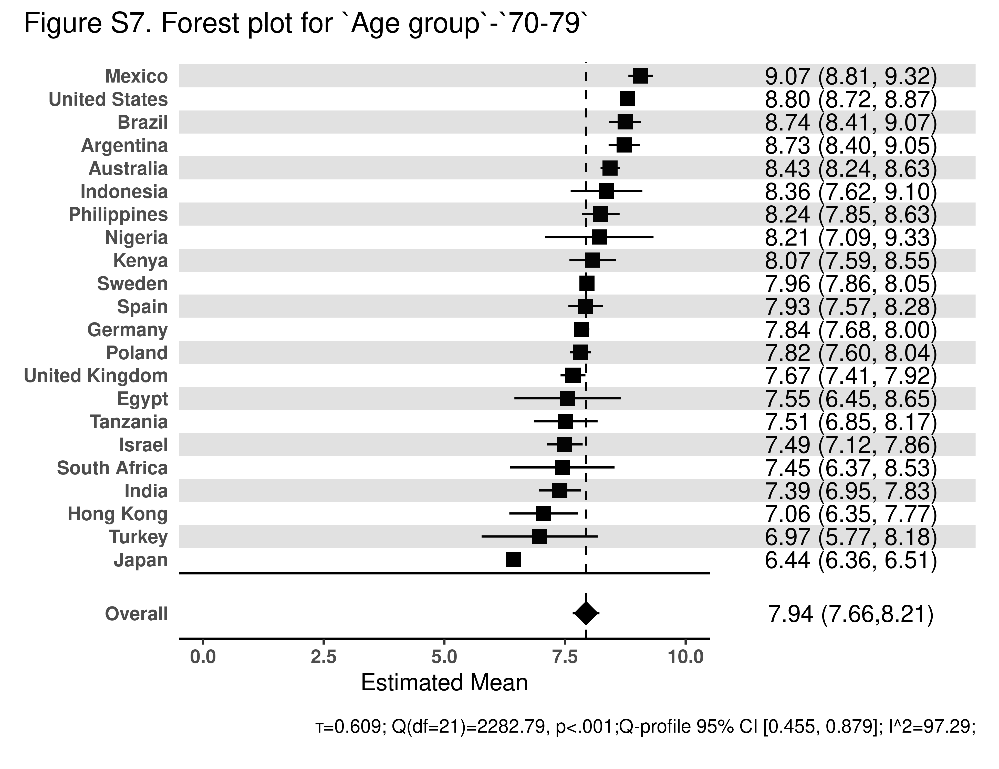 Figure S7. Forest plot for `Age group`-`70-79`
Mexico 9.07 (8.81, 9.32)
United States 8.80 (8.72, 8.87)
Brazil 8.74 (8.41, 9.07)
Argentina 8.73 (8.40, 9.05)
Australia 8.43 (8.24, 8.63)
Indonesia 8.36 (7.62, 9.10)
Philippines 8.24 (7.85, 8.63)
Nigeria 8.21 (7.09, 9.33)
Kenya 8.07 (7.59, 8.55)
Sweden 7.96 (7.86, 8.05)
Spain 7.93 (7.57, 8.28)
Germany 7.84 (7.68, 8.00)
Poland 7.82 (7.60, 8.04)
United Kingdom 7.67 (7.41, 7.92)
Egypt 7.55 (6.45, 8.65)
Tanzania 7.51 (6.85, 8.17)
Israel 7.49 (7.12, 7.86)
South Africa 7.45 (6.37, 8.53)
India 7.39 (6.95, 7.83)
Hong Kong 7.06 (6.35, 7.77)
Turkey 6.97 (5.77, 8.18)
Japan 6.44 (6.36, 6.51)
Overall 7.94 (7.66,8.21)
0.0 2.5 5.0 7.5 10.0
Estimated Mean
τ=0.609; Q(df=21)=2282.79, p<.001;Q-profile 95% CI [0.455, 0.879]; I^2=97.29;